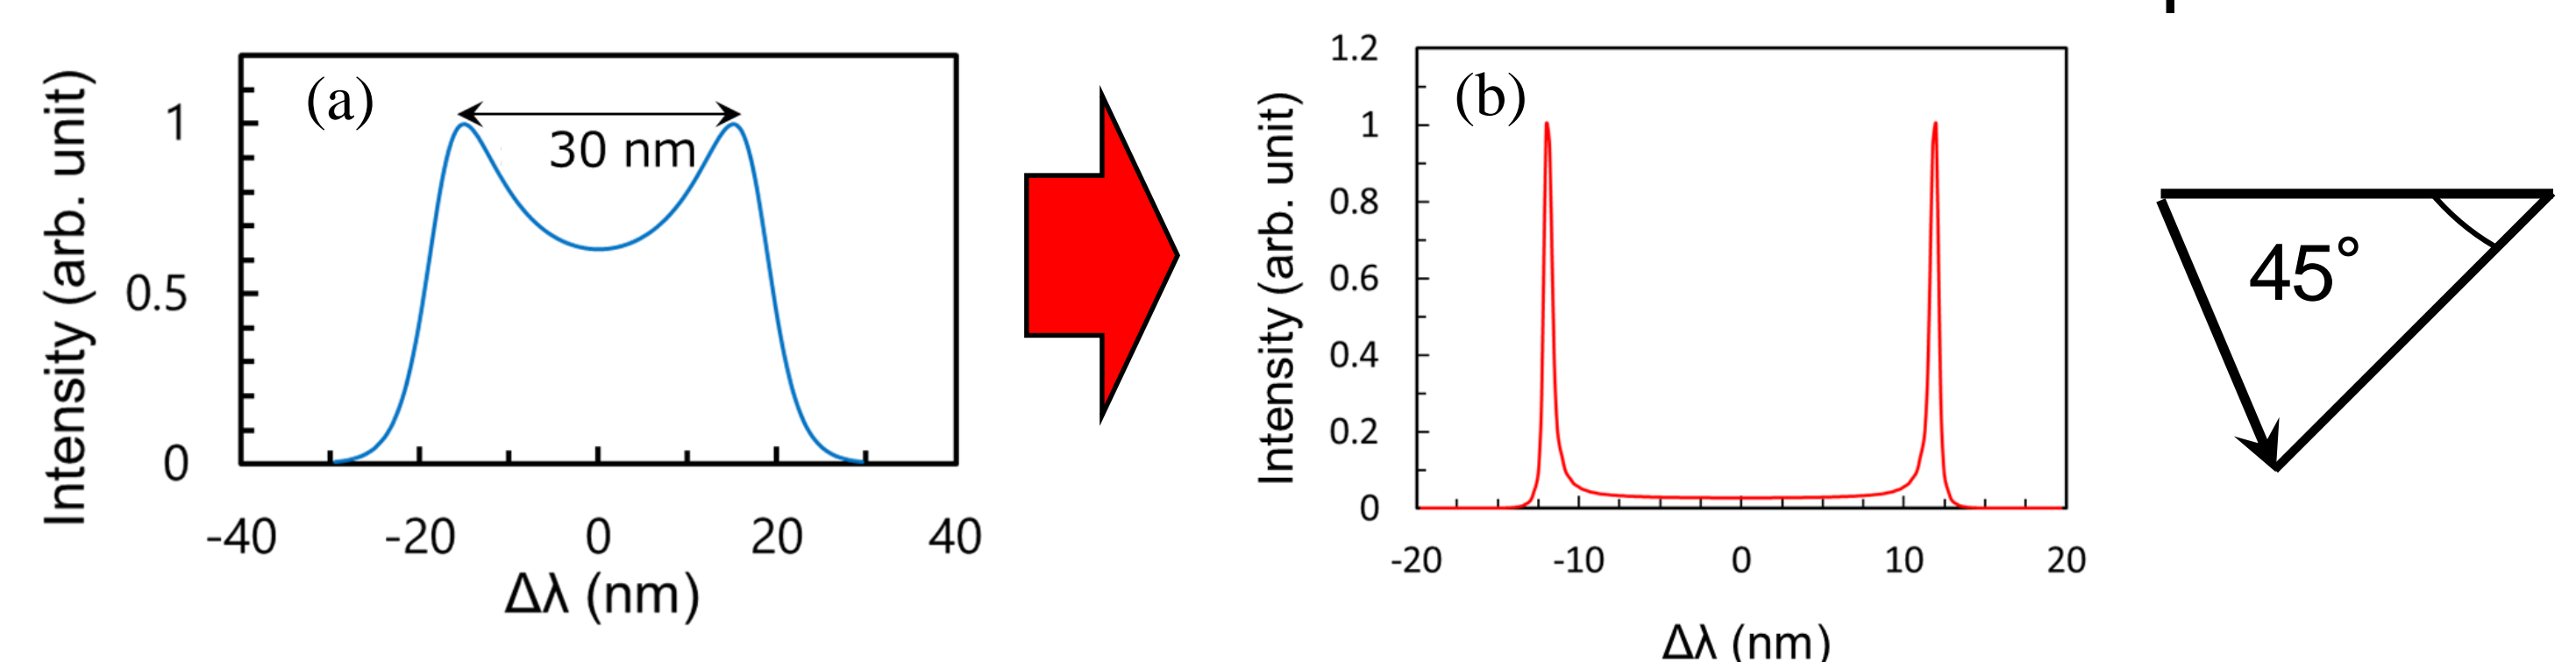 (a)
30 nm
Intensity (arb. unit)
1
0.5
0
-40 -20 0 20 40
Δλ (nm)
(b)
Intensity (arb. unit)
1.2
1
0.8
0.6
0.4
0.2
0
-20 -10 0 10 20
Δλ (nm)
45°